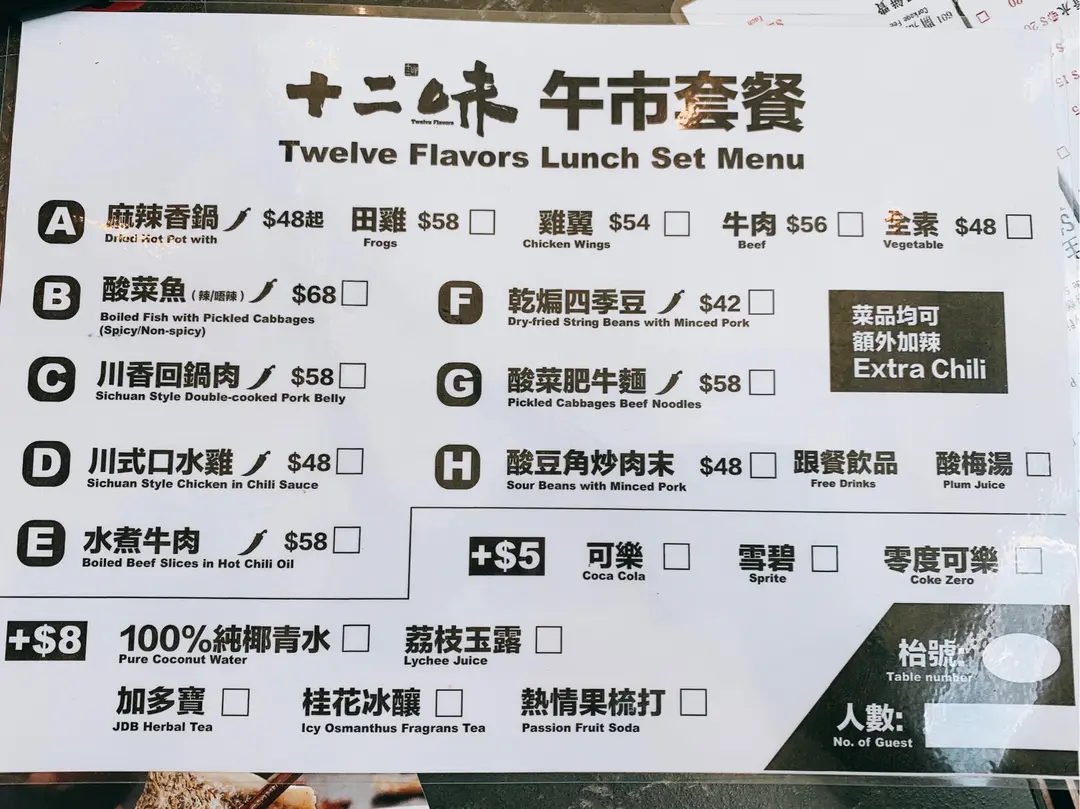 十二味 午市套餐
Twelve Flavors
Twelve Flavors Lunch Set Menu
A 麻辣香鍋 $48起 田雞 $58 雞翼 $54 牛肉 $56 全素 $48
Dried Hot Pot with Frogs Chicken Wings Beef Vegetable
B 酸菜魚(辣/唔辣) $68
Boiled Fish with Pickled Cabbages
(Spicy/Non-spicy)
F 乾煸四季豆 $42
Dry-fried String Beans with Minced Pork
菜品均可
額外加辣
Extra Chili
C 川香回鍋肉 $58
Sichuan Style Double-cooked Pork Belly
G 酸菜肥牛麵 $58
Pickled Cabbages Beef Noodles
D 川式口水雞 $48
Sichuan Style Chicken in Chili Sauce
H 酸豆角炒肉末 $48 跟餐飲品 酸梅湯
Sour Beans with Minced Pork Free Drinks Plum Juice
E 水煮牛肉 $58
Boiled Beef Slices in Hot Chili Oil
+$5 可樂 雪碧 零度可樂
Coca Cola Sprite Coke Zero
+$8 100%純椰青水 荔枝玉露
Pure Coconut Water Lychee Juice
加多寶 桂花冰釀 熱情果梳打
JDB Herbal Tea Icy Osmanthus Fragrans Tea Passion Fruit Soda
枱號:
Table number
人數:
No. of Guest